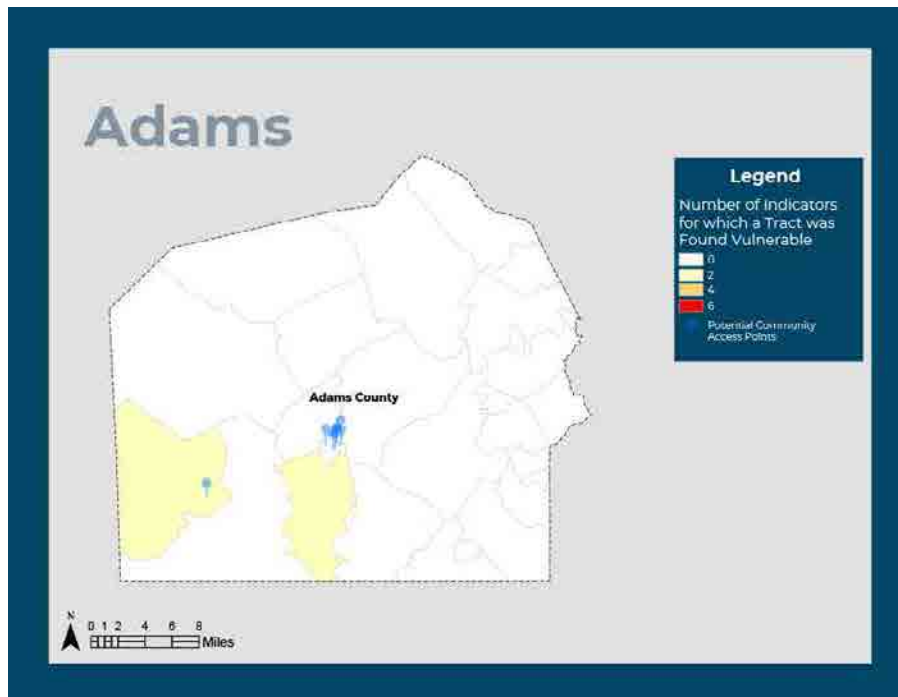 Adams
Legend
Number of Indicators
for which a Tract was
Found Vulnerable
0
2
4
6
Potential Community
Access Points
Adams County
N
0 1 2 4 6 8
Miles